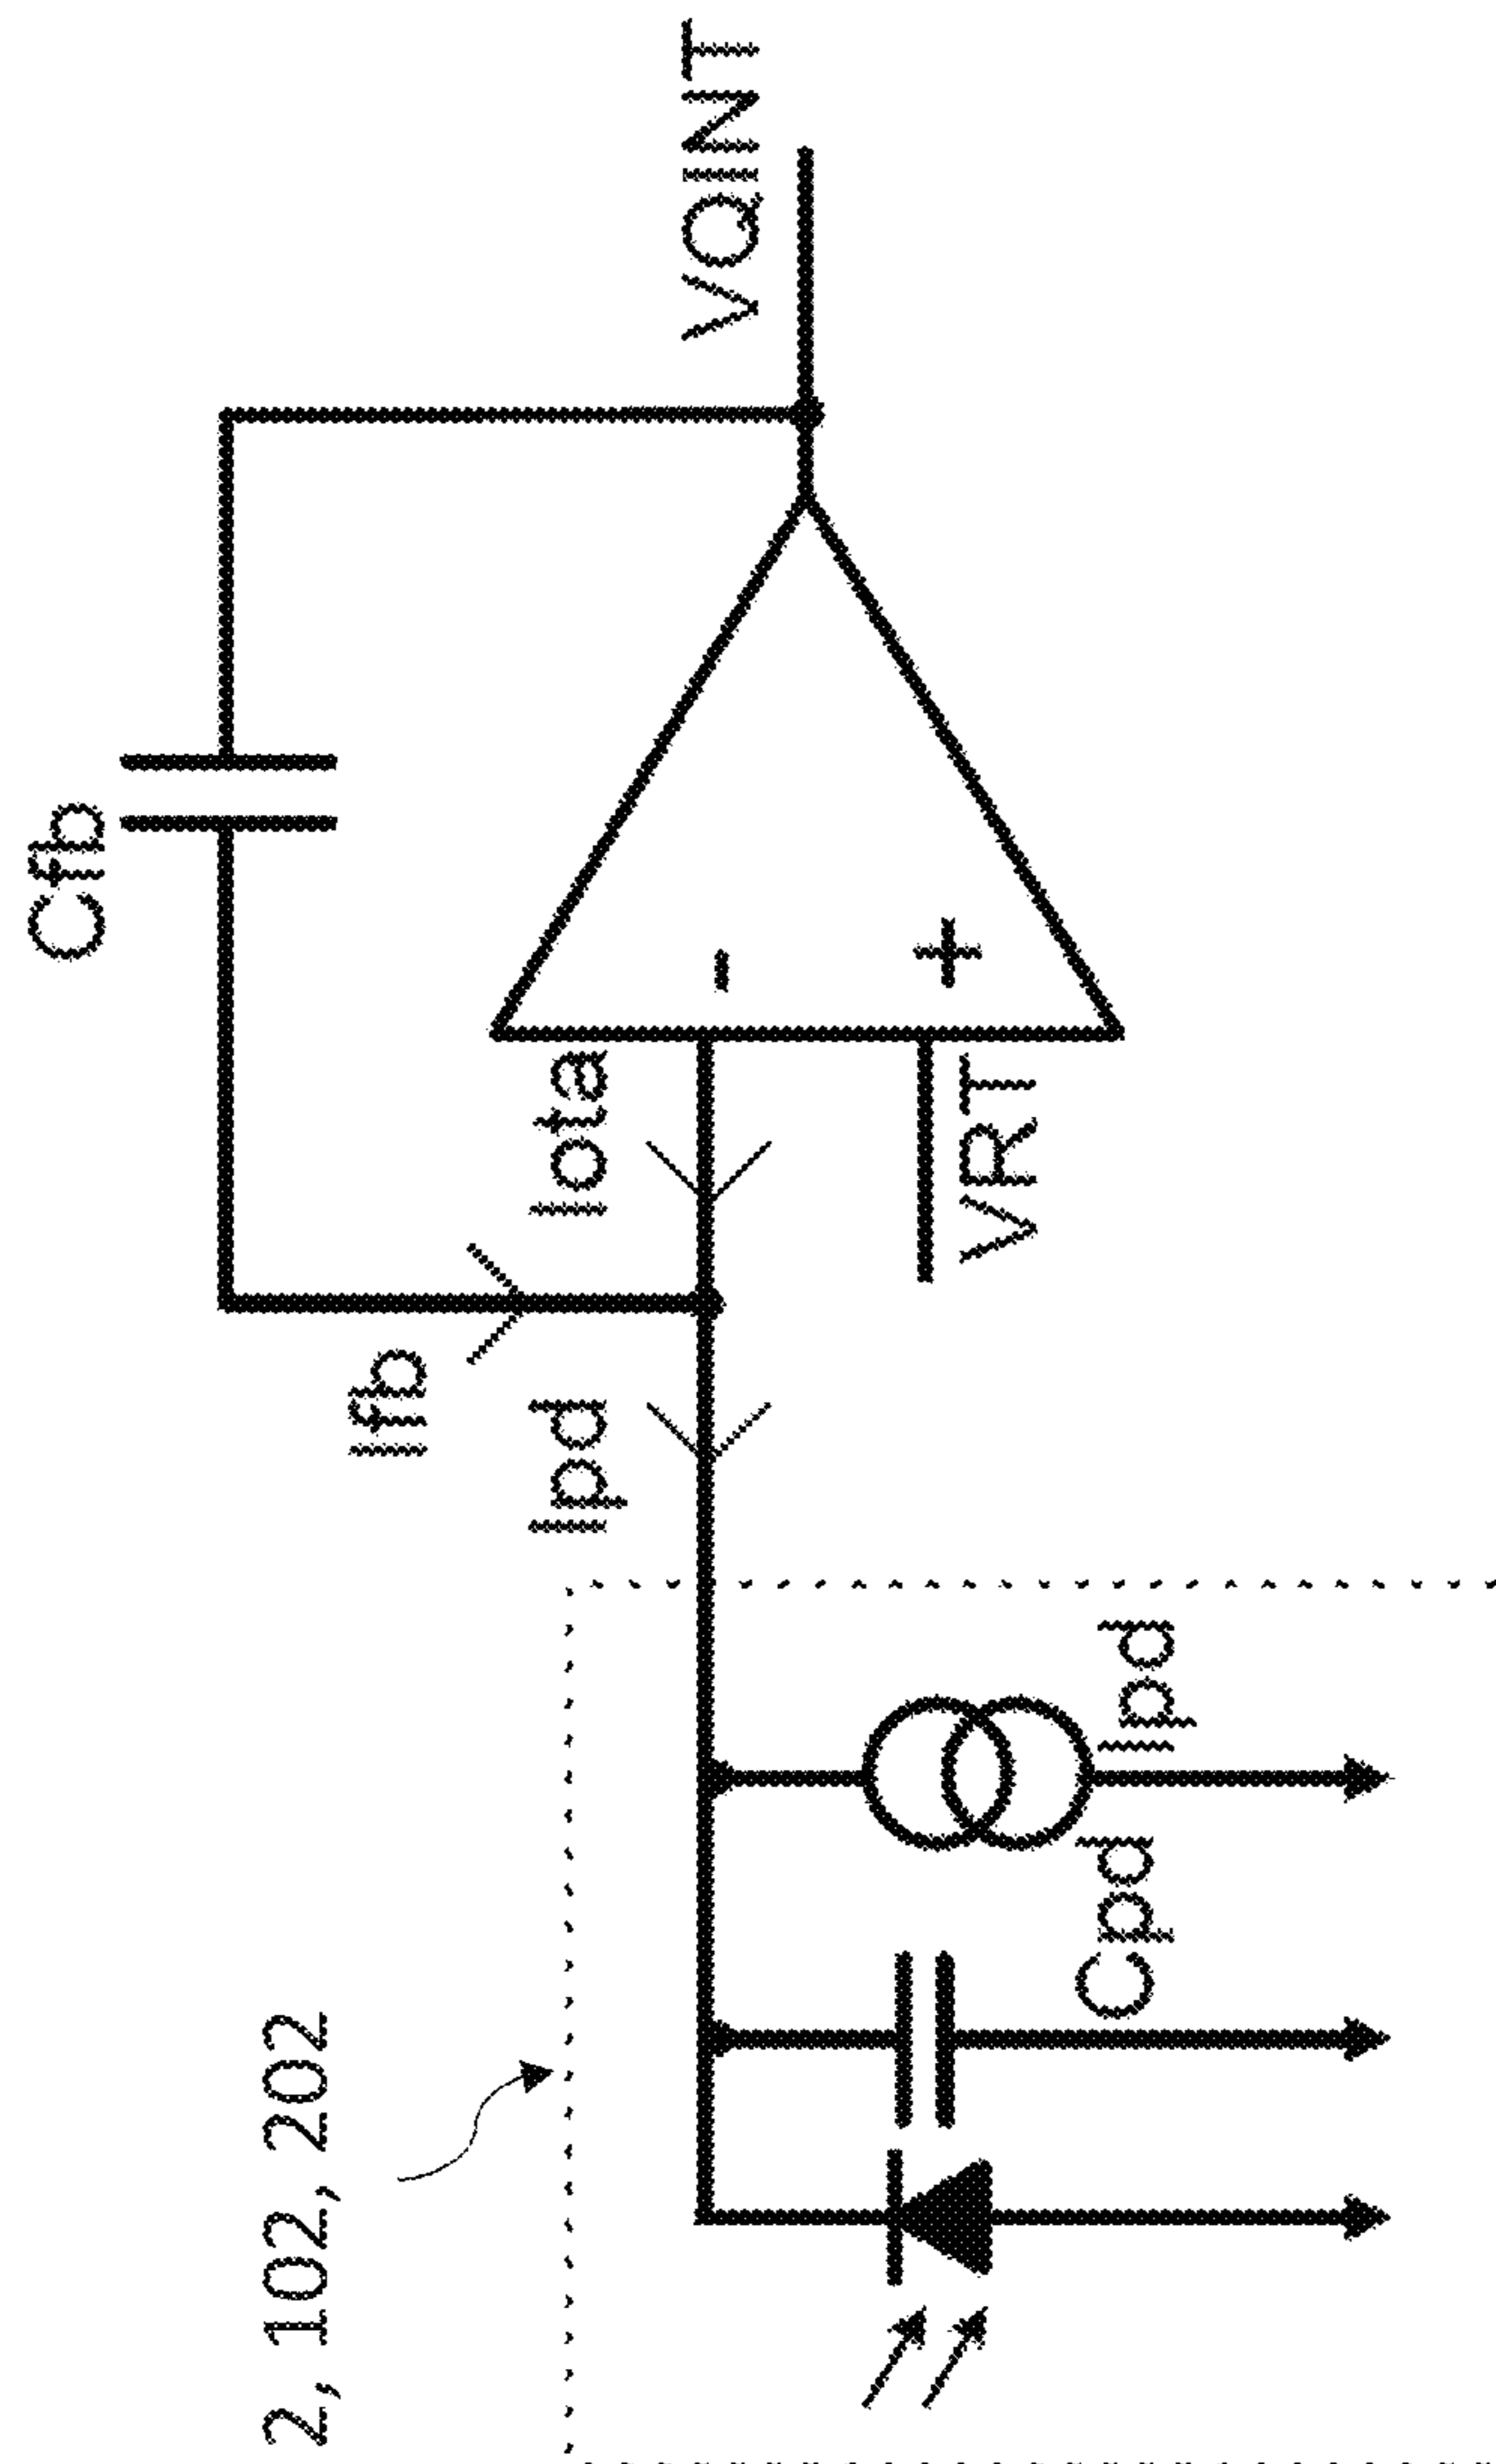 Cfb
VQINT
Ifb
Iota
-
Ipd
+
VRT
2, 102, 202
Cpd
Ipd